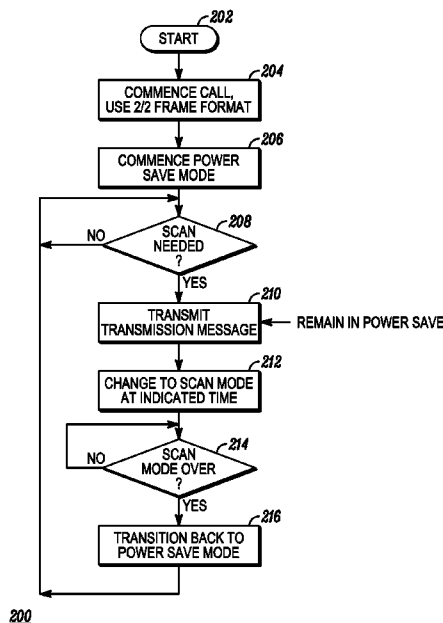 202
START
204
COMMENCE CALL,
USE 2/2 FRAME FORMAT
206
COMMENCE POWER
SAVE MODE
208
NO
SCAN
NEEDED
?
YES
210
TRANSMIT
TRANSMISSION MESSAGE
REMAIN IN POWER SAVE
212
CHANGE TO SCAN MODE
AT INDICATED TIME
214
NO
SCAN
MODE OVER
?
YES
216
TRANSITION BACK TO
POWER SAVE MODE
200